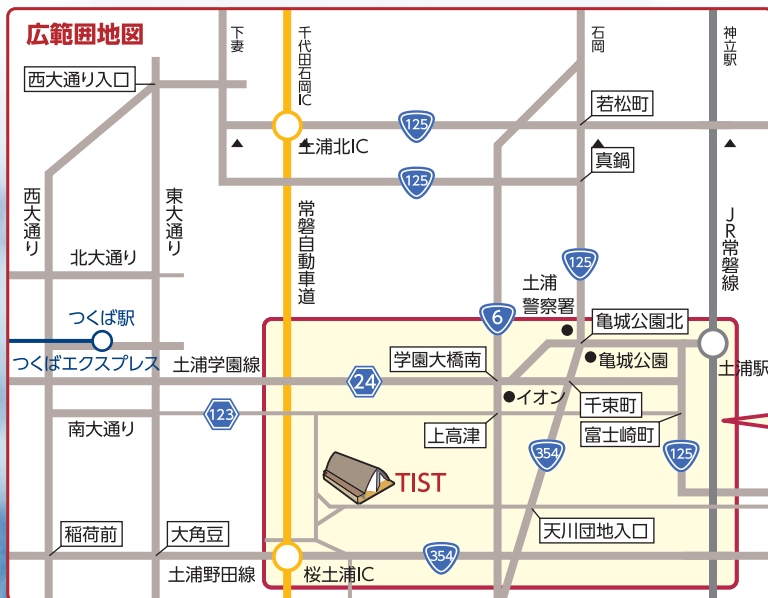 広範囲地図
下妻
千代田石岡IC
石岡
神立駅
西大通り入口
若松町
125
土浦北IC
真鍋
125
西大通り
東大通り
常磐自動車道
JR常磐線
北大通り
125
土浦
警察署
つくば駅
6
亀城公園北
つくばエクスプレス
土浦学園線
学園大橋南
亀城公園
土浦駅
24
イオン
千束町
123
南大通り
上高津
富士崎町
354
125
TIST
稲荷前
大角豆
天川団地入口
354
土浦野田線
桜土浦IC